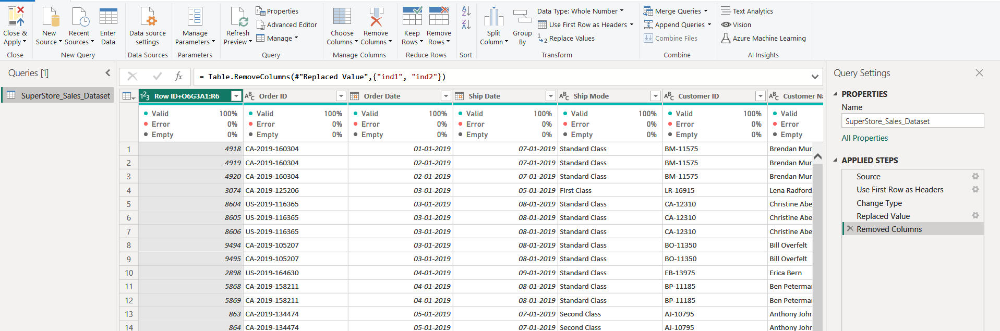 Close & Apply
New Source
Recent Sources
Enter Data
Data source settings
Manage Parameters
Refresh Preview
Properties
Advanced Editor
Manage
Choose Columns
Remove Columns
Keep Rows
Remove Rows
Split Column
Group By
Data Type: Whole Number
Use First Row as Headers
Replace Values
Merge Queries
Append Queries
Combine Files
Text Analytics
Vision
Azure Machine Learning
Close
New Query
Data Sources
Parameters
Query
Manage Columns
Reduce Rows
Sort
Transform
Combine
AI Insights
Queries [1]
SuperStore_Sales_Dataset
fx = Table.RemoveColumns(#"Replaced Value",{"ind1", "ind2"})
Row ID+O6G3A1:R6 Order ID Order Date Ship Date Ship Mode Customer ID Customer Na
Valid 100% Valid 100% Valid 100% Valid 100% Valid 100% Valid 100% Valid
Error 0% Error 0% Error 0% Error 0% Error 0% Error 0% Error
Empty 0% Empty 0% Empty 0% Empty 0% Empty 0% Empty 0% Empty
1 4918 CA-2019-160304 01-01-2019 07-01-2019 Standard Class BM-11575 Brendan Mur
2 4919 CA-2019-160304 02-01-2019 07-01-2019 Standard Class BM-11575 Brendan Mur
3 4920 CA-2019-160304 02-01-2019 07-01-2019 Standard Class BM-11575 Brendan Mur
4 3074 CA-2019-125206 03-01-2019 05-01-2019 First Class LR-16915 Lena Radford
5 8604 US-2019-116365 03-01-2019 08-01-2019 Standard Class CA-12310 Christine Abe
6 8605 US-2019-116365 03-01-2019 08-01-2019 Standard Class CA-12310 Christine Abe
7 8606 US-2019-116365 03-01-2019 08-01-2019 Standard Class CA-12310 Christine Abe
8 9494 CA-2019-105207 03-01-2019 08-01-2019 Standard Class BO-11350 Bill Overfelt
9 9495 CA-2019-105207 03-01-2019 08-01-2019 Standard Class BO-11350 Bill Overfelt
10 2898 US-2019-164630 04-01-2019 09-01-2019 Standard Class EB-13975 Erica Bern
11 5868 CA-2019-158211 04-01-2019 08-01-2019 Standard Class BP-11185 Ben Peterma
12 5869 CA-2019-158211 04-01-2019 08-01-2019 Standard Class BP-11185 Ben Peterma
13 863 CA-2019-134474 05-01-2019 07-01-2019 Second Class AJ-10795 Anthony John
14 864 CA-2019-134474 05-01-2019 07-01-2019 Second Class AJ-10795 Anthony John
Query Settings
PROPERTIES
Name
SuperStore_Sales_Dataset
All Properties
APPLIED STEPS
Source
Use First Row as Headers
Change Type
Replaced Value
Removed Columns